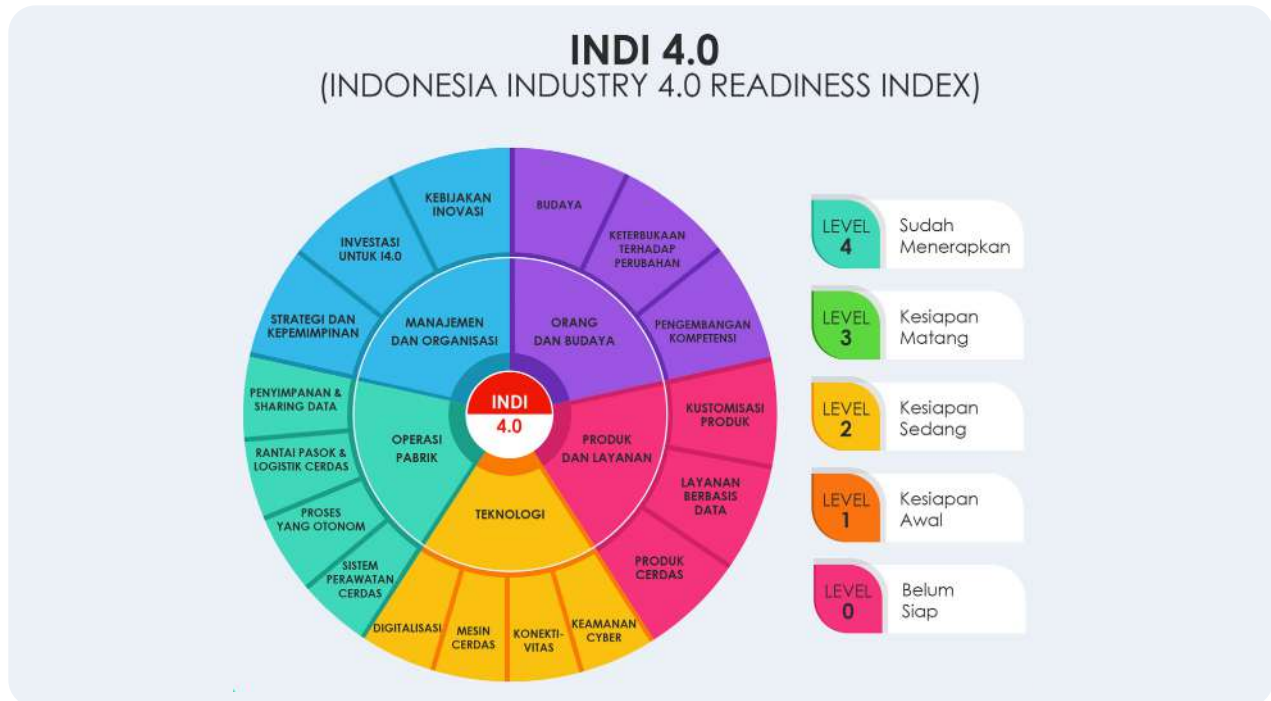 INDI 4.0
(INDONESIA INDUSTRY 4.0 READINESS INDEX)
KEBIJAKAN
INOVASI
BUDAYA
INVESTASI
UNTUK I4.0
KETERBUKAAN
TERHADAP
PERUBAHAN
STRATEGI DAN
KEPEMIMPINAN
MANAJEMEN
DAN ORGANISASI
ORANG
DAN BUDAYA
PENGEMBANGAN
KOMPETENSI
PENYIMPANAN &
SHARING DATA
INDI
4.0
KUSTOMISASI
PRODUK
OPERASI
PABRIK
PRODUK
DAN LAYANAN
RANTAI PASOK &
LOGISTIK CERDAS
LAYANAN
BERBASIS
DATA
PROSES
YANG OTONOM
TEKNOLOGI
SISTEM
PERAWATAN
CERDAS
PRODUK
CERDAS
DIGITALISASI
MESIN
CERDAS
KONEKTI-
VITAS
KEAMANAN
CYBER
LEVEL
4
Sudah
Menerapkan
LEVEL
3
Kesiapan
Matang
LEVEL
2
Kesiapan
Sedang
LEVEL
1
Kesiapan
Awal
LEVEL
0
Belum
Siap